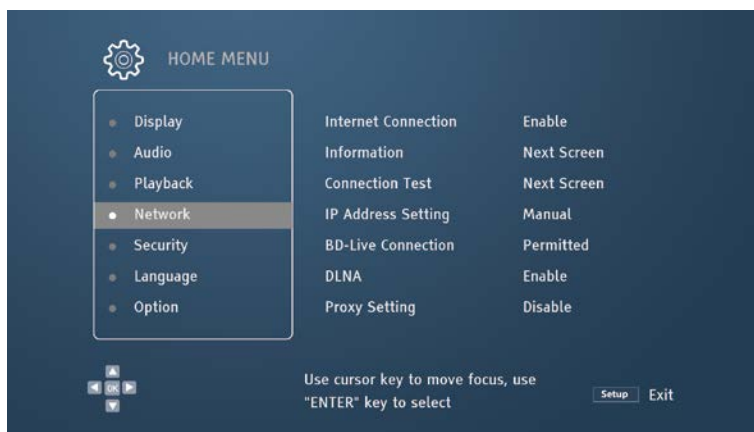 HOME MENU
Display
Audio
Playback
Network
Security
Language
Option
Internet Connection Enable
Information Next Screen
Connection Test Next Screen
IP Address Setting Manual
BD-Live Connection Permitted
DLNA Enable
Proxy Setting Disable
OK
Use cursor key to move focus, use
"ENTER" key to select
Setup Exit